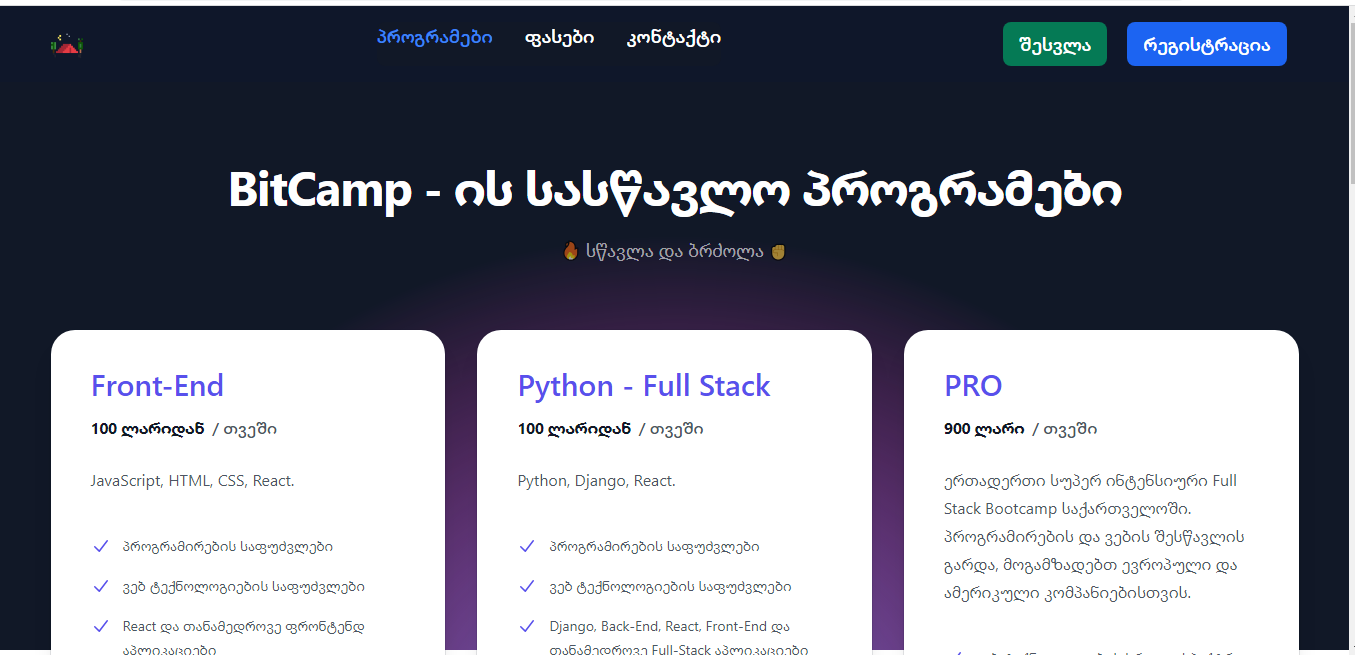 პროგრამები ფასები კონტაქტი შესვლა რეგისტრაცია
BitCamp - ის სასწავლო პროგრამები
🔥 სწავლა და ბრძოლა ✊
Front-End
100 ლარიდან / თვეში
JavaScript, HTML, CSS, React.
პროგრამირების საფუძვლები
ვებ ტექნოლოგიების საფუძვლები
React და თანამედროვე ფრონტენდ
აპლიკაციები
Python - Full Stack
100 ლარიდან / თვეში
Python, Django, React.
პროგრამირების საფუძვლები
ვებ ტექნოლოგიების საფუძვლები
Django, Back-End, React, Front-End და
თანამედროვე Full-Stack აპლიკაციები
PRO
900 ლარი / თვეში
ერთადერთი სუპერ ინტენსიური Full
Stack Bootcamp საქართველოში.
პროგრამირების და ვების შესწავლის
გარდა, მოგამზადებთ ევროპული და
ამერიკული კომპანიებისთვის.